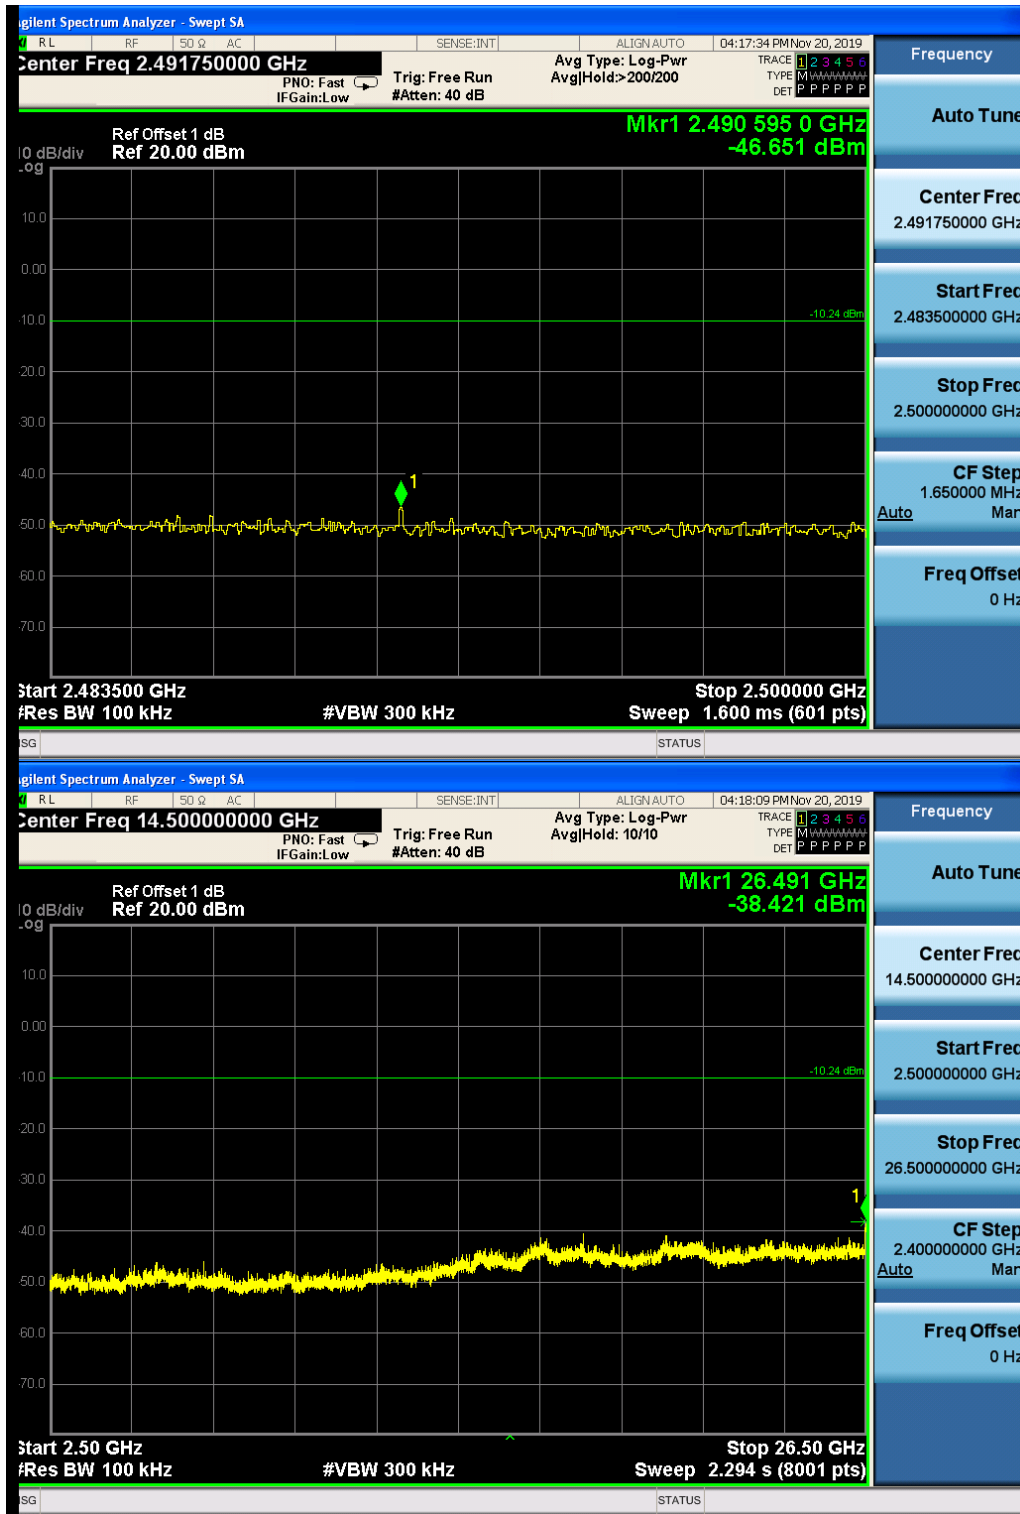 Agilent Spectrum Analyzer - Swept SA
RL RF 50 Ω AC SENSE:INT ALIGN AUTO 04:17:34 PM Nov 20, 2019
Center Freq 2.491750000 GHz
PNO: Fast
IFGain:Low
Trig: Free Run
#Atten: 40 dB
Avg Type: Log-Pwr
Avg|Hold:>200/200
TRACE 1 2 3 4 5 6
TYPE M
DET P P P P P P
Mkr1 2.490 595 0 GHz
-46.651 dBm
Ref Offset 1 dB
10 dB/div Ref 20.00 dBm
Log
10.0
0.00
-10.0
-10.24 dBm
-20.0
-30.0
-40.0
1
-50.0
-60.0
-70.0
Start 2.483500 GHz Stop 2.500000 GHz
#Res BW 100 kHz #VBW 300 kHz Sweep 1.600 ms (601 pts)
MSG STATUS
Frequency
Auto Tune
Center Freq
2.491750000 GHz
Start Freq
2.483500000 GHz
Stop Freq
2.500000000 GHz
CF Step
1.650000 MHz
Auto Man
Freq Offset
0 Hz
Agilent Spectrum Analyzer - Swept SA
RL RF 50 Ω AC SENSE:INT ALIGN AUTO 04:18:09 PM Nov 20, 2019
Center Freq 14.500000000 GHz
PNO: Fast
IFGain:Low
Trig: Free Run
#Atten: 40 dB
Avg Type: Log-Pwr
Avg|Hold: 10/10
TRACE 1 2 3 4 5 6
TYPE M
DET P P P P P P
Mkr1 26.491 GHz
-38.421 dBm
Ref Offset 1 dB
10 dB/div Ref 20.00 dBm
Log
10.0
0.00
-10.0
-10.24 dBm
-20.0
-30.0
1
-40.0
-50.0
-60.0
-70.0
Start 2.50 GHz Stop 26.50 GHz
#Res BW 100 kHz #VBW 300 kHz Sweep 2.294 s (8001 pts)
MSG STATUS
Frequency
Auto Tune
Center Freq
14.500000000 GHz
Start Freq
2.500000000 GHz
Stop Freq
26.500000000 GHz
CF Step
2.400000000 GHz
Auto Man
Freq Offset
0 Hz